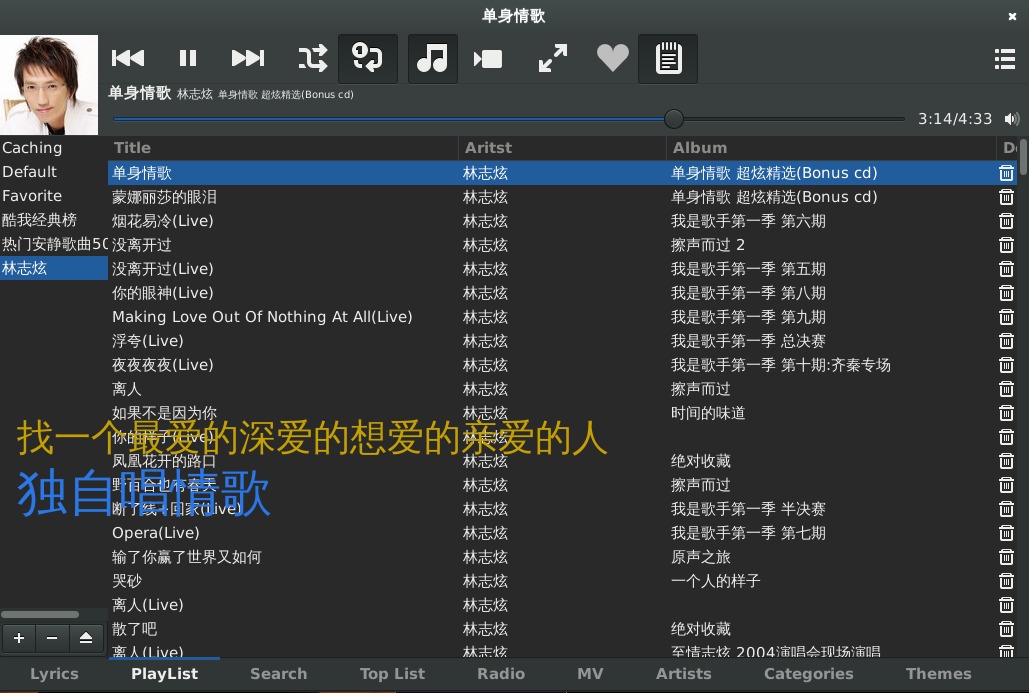 单身情歌
单身情歌 林志炫 单身情歌 超炫精选(Bonus cd)
3:14/4:33
Caching
Default
Favorite
酷我经典榜
热门安静歌曲50
林志炫
Title Aritst Album De
单身情歌 林志炫 单身情歌 超炫精选(Bonus cd)
蒙娜丽莎的眼泪 林志炫 单身情歌 超炫精选(Bonus cd)
烟花易冷(Live) 林志炫 我是歌手第一季 第六期
没离开过 林志炫 擦声而过 2
没离开过(Live) 林志炫 我是歌手第一季 第五期
你的眼神(Live) 林志炫 我是歌手第一季 第八期
Making Love Out Of Nothing At All(Live) 林志炫 我是歌手第一季 第九期
浮夸(Live) 林志炫 我是歌手第一季 总决赛
夜夜夜夜(Live) 林志炫 我是歌手第一季 第十期:齐秦专场
离人 林志炫 擦声而过
如果不是因为你 林志炫 时间的味道
你的样子(Live) 林志炫
找一个最爱的深爱的想爱的亲爱的人
凤凰花开的路口 林志炫 绝对收藏
野百合也有春天 林志炫 擦声而过
独自唱情歌
断了线+回家(Live) 林志炫 我是歌手第一季 半决赛
Opera(Live) 林志炫 我是歌手第一季 第七期
输了你赢了世界又如何 林志炫 原声之旅
哭砂 林志炫 一个人的样子
离人(Live) 林志炫
散了吧 林志炫 绝对收藏
离人(Live) 林志炫 至情志炫 2004演唱会现场演唱
Lyrics PlayList Search Top List Radio MV Artists Categories Themes